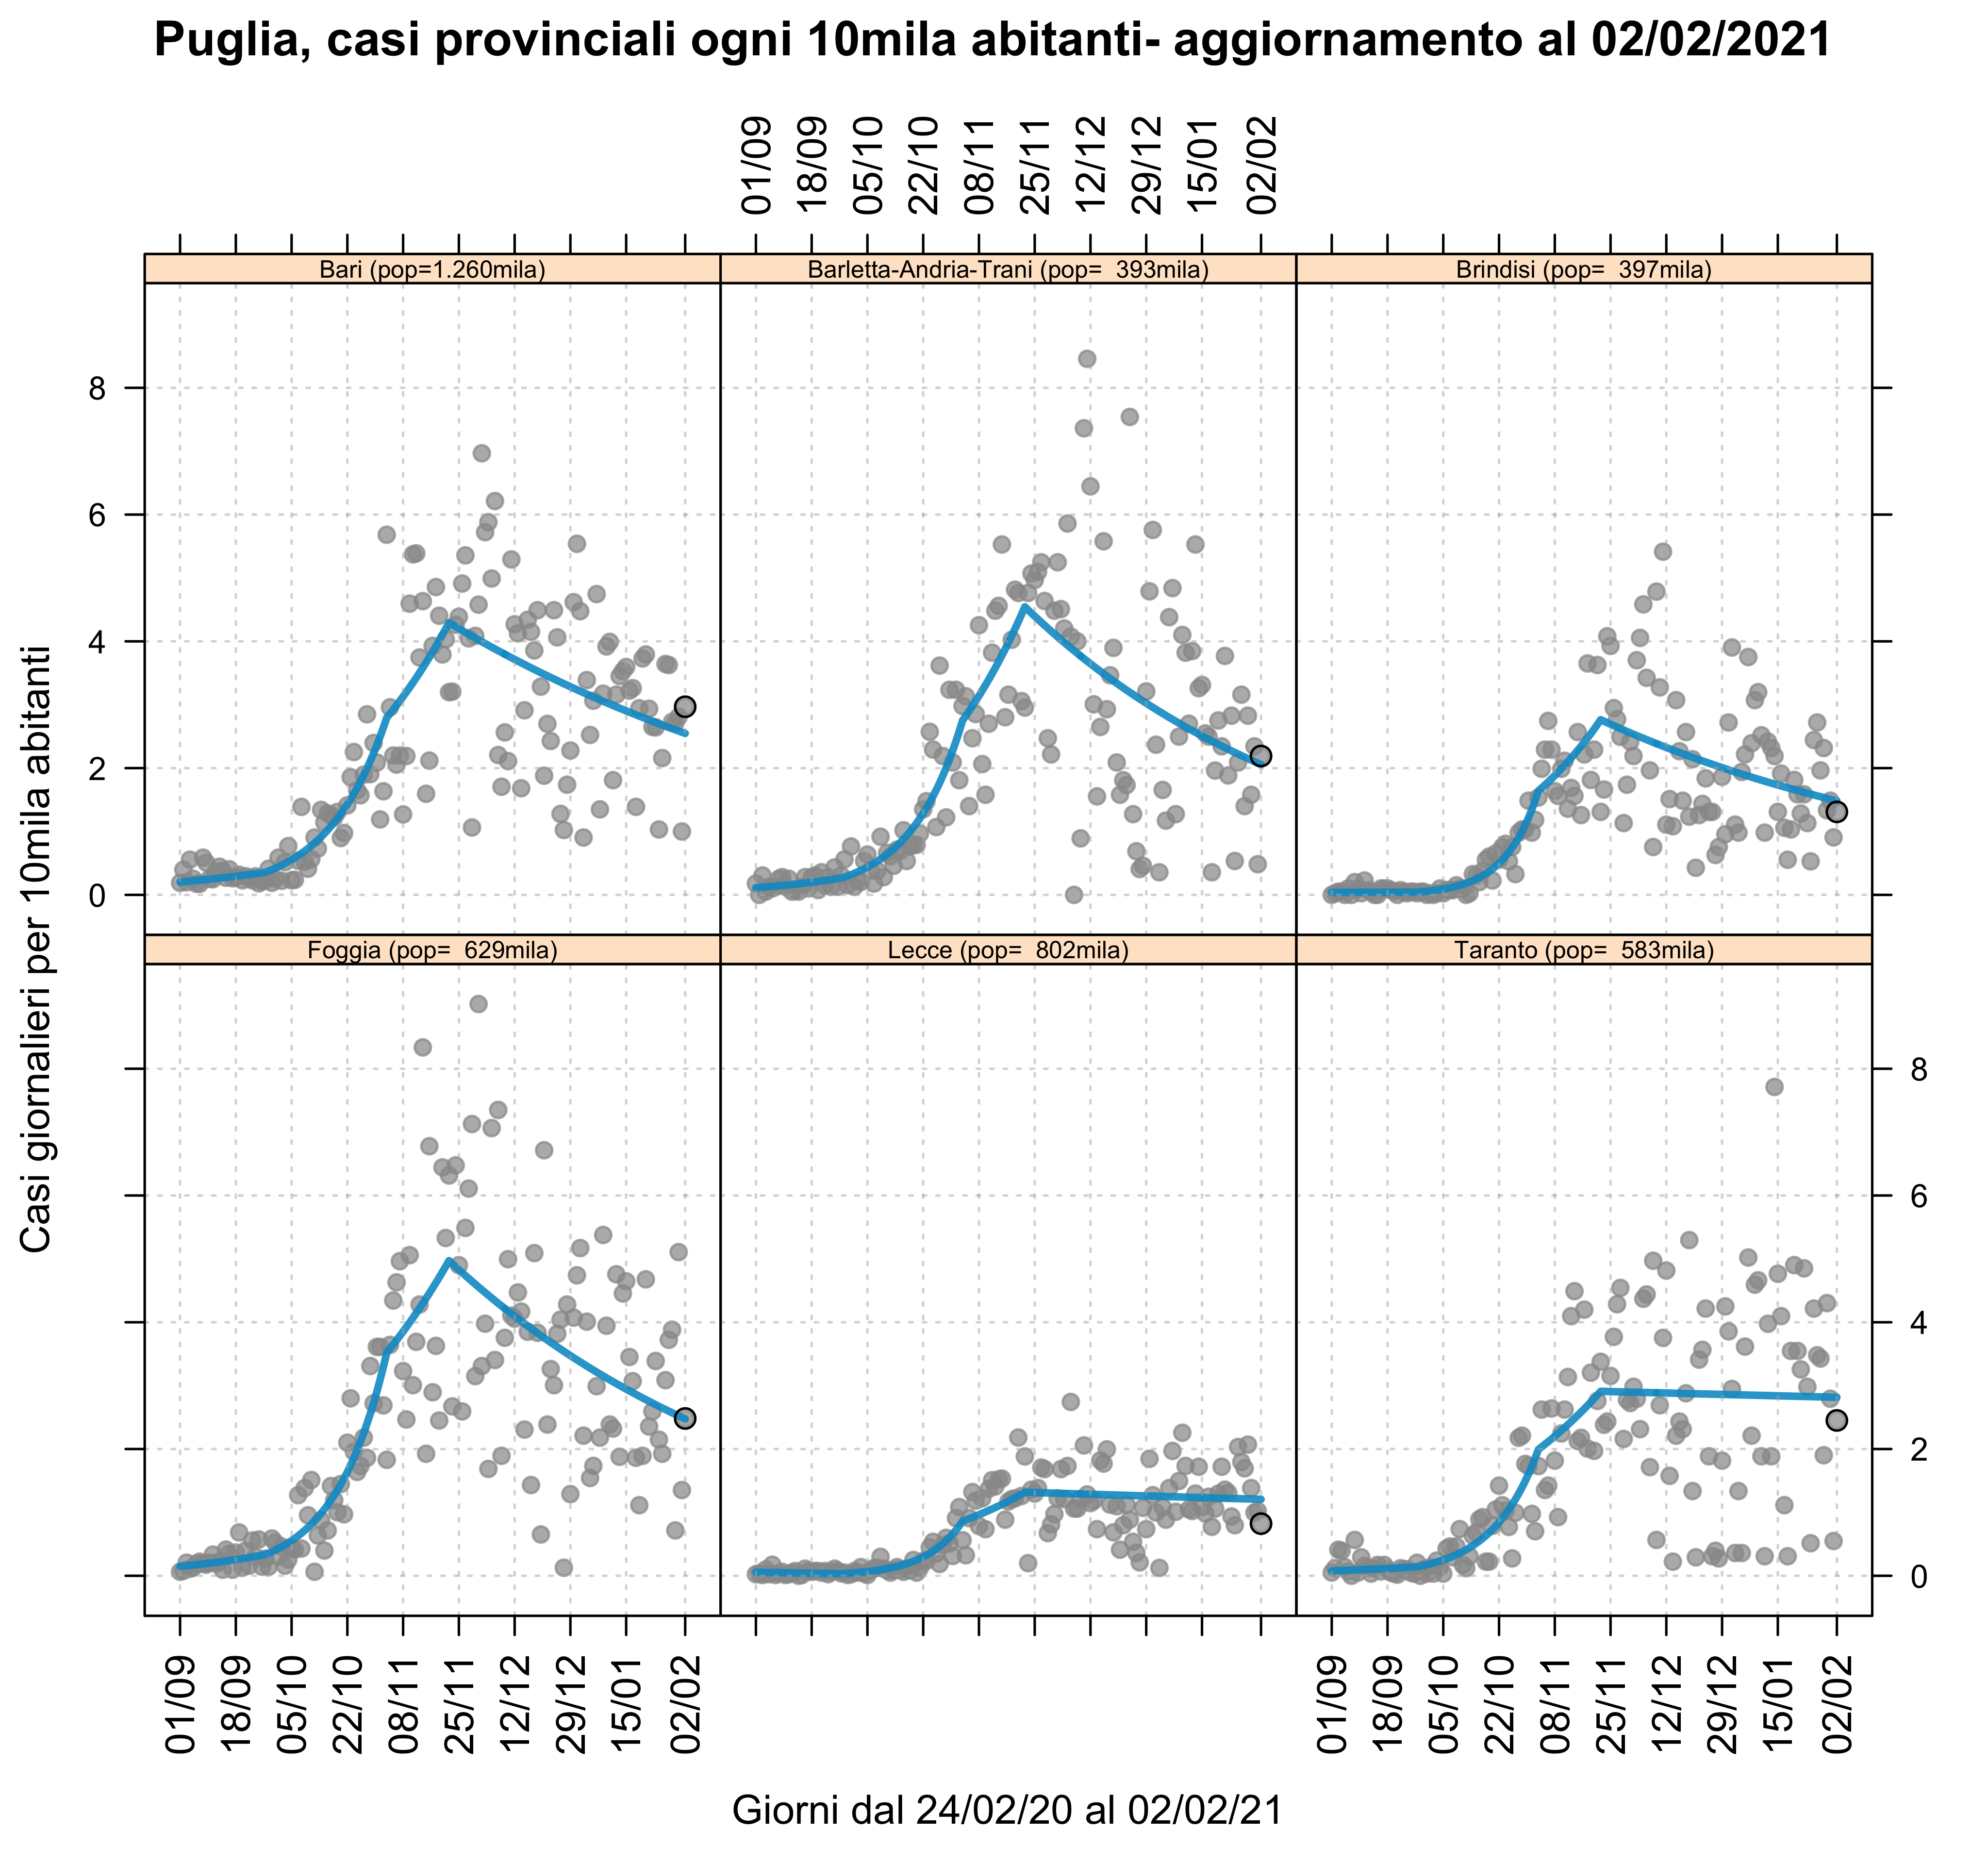 Puglia, casi provinciali ogni 10mila abitanti- aggiornamento al 02/02/2021
01/09 18/09 05/10 22/10 08/11 25/11 12/12 29/12 15/01 02/02
Bari (pop=1.260mila)
Barletta-Andria-Trani (pop=  393mila)
Brindisi (pop=  397mila)
8
6
4
2
0
Casi giornalieri per 10mila abitanti
Foggia (pop=  629mila)
Lecce (pop=  802mila)
Taranto (pop=  583mila)
8
6
4
2
0
01/09 18/09 05/10 22/10 08/11 25/11 12/12 29/12 15/01 02/02
01/09 18/09 05/10 22/10 08/11 25/11 12/12 29/12 15/01 02/02
Giorni dal 24/02/20 al 02/02/21